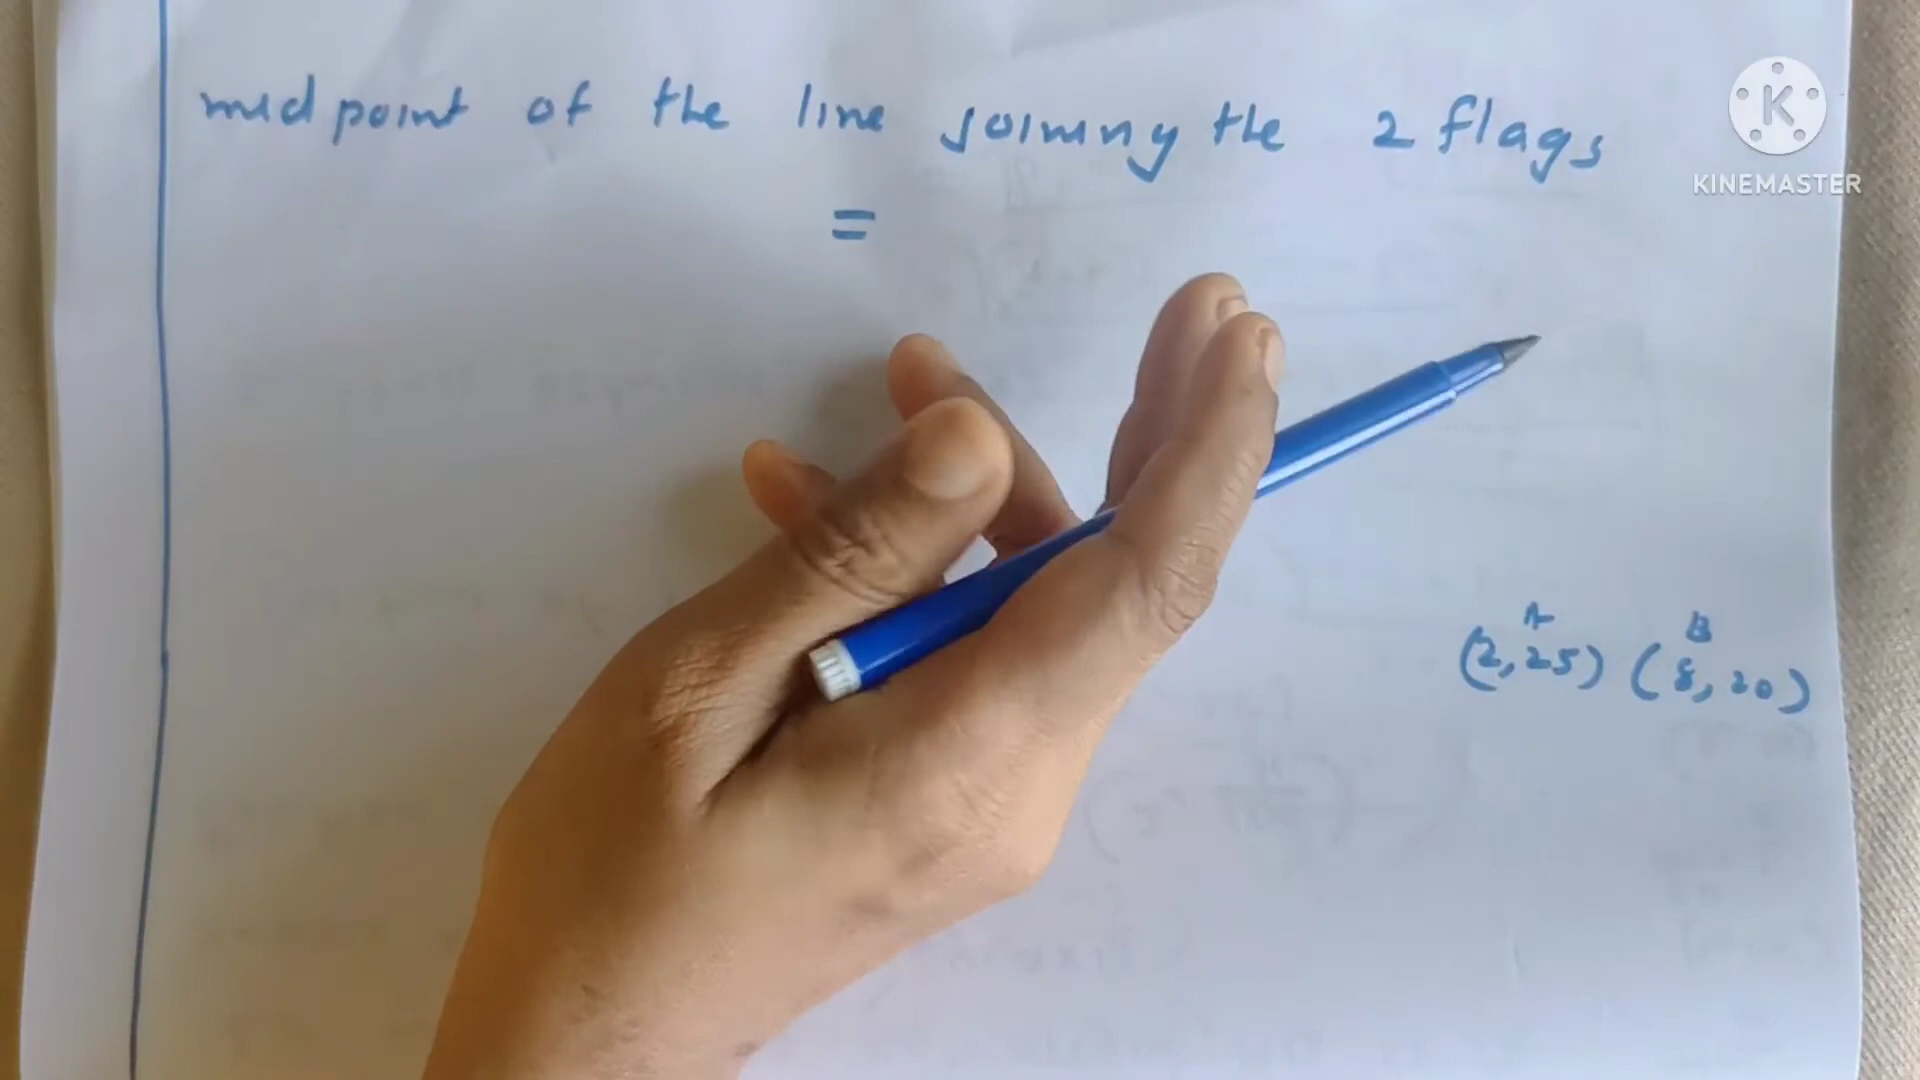 midpoint of the line joining the 2 flags
=
A B
(2,25) (8,20)
K
KINEMASTER